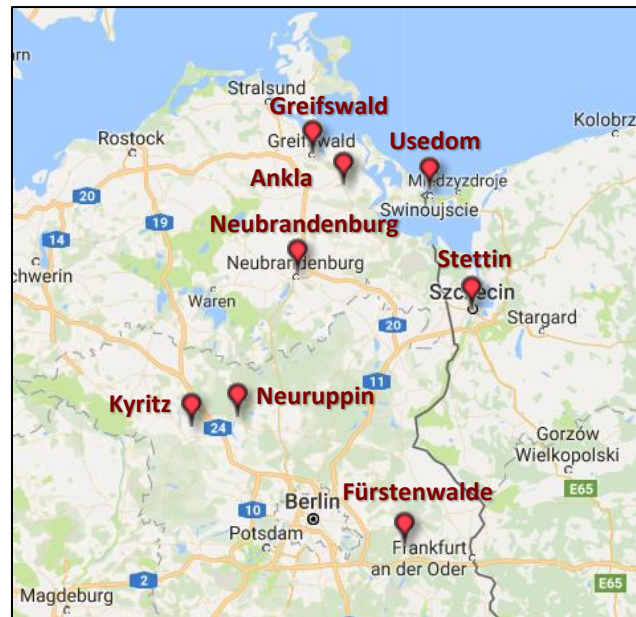 arn
Stralsund
Greifswald
Greifswald
Kolobrz
Rostock
Usedom
Ankla
Międzyzdroje
20
19
Swinoujscie
14
Neubrandenburg
Stettin
chwerin
Neubrandenburg
Szczecin
Waren
20
Stargard
11
Kyritz
Neuruppin
24
Gorzów
Wielkopolski
Fürstenwalde
E65
10
Berlin
Potsdam
Frankfurt
an der Oder
2
E65
Magdeburg